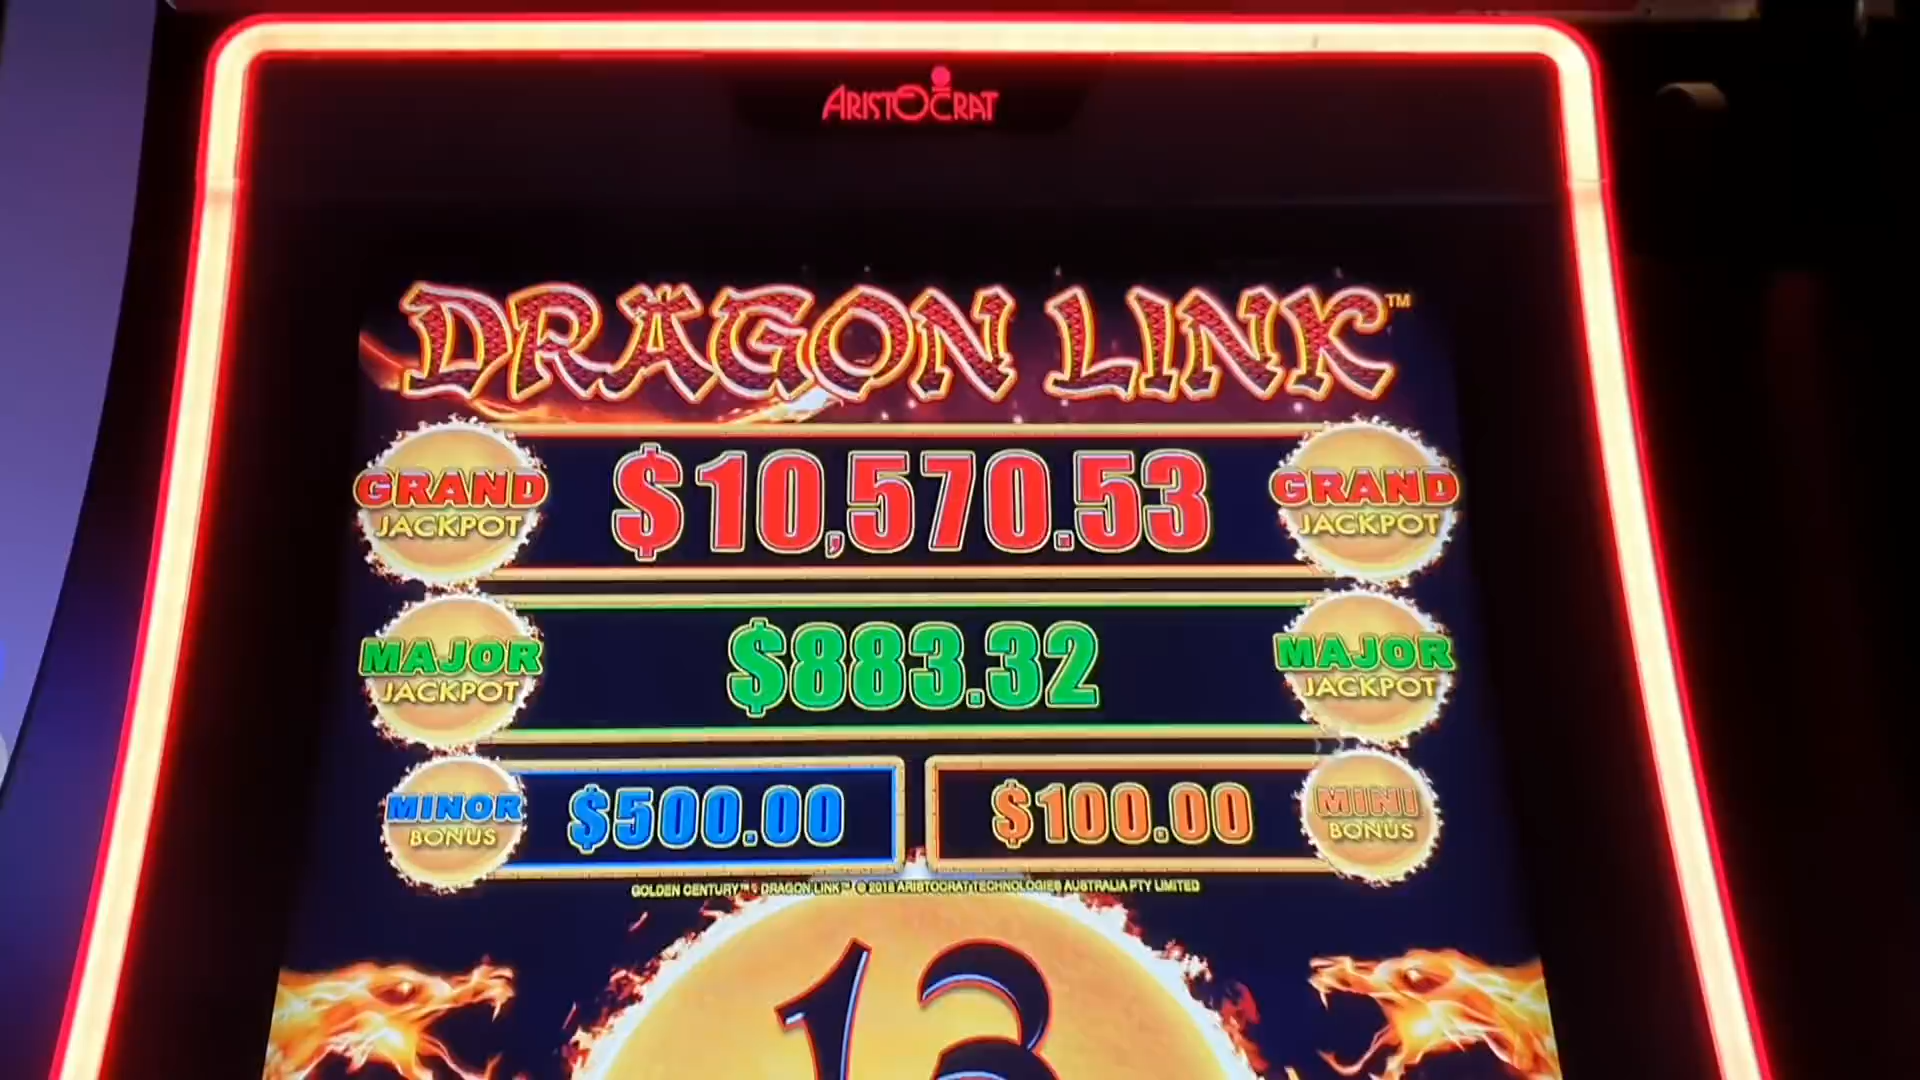 ARISTOCRAT
DRAGON LINK™
GRAND JACKPOT $10,570.53 GRAND JACKPOT
MAJOR JACKPOT $883.32 MAJOR JACKPOT
MINOR BONUS $500.00 $100.00 MINI BONUS
GOLDEN CENTURY™ DRAGON LINK™ © 2018 ARISTOCRAT TECHNOLOGIES AUSTRALIA PTY LIMITED